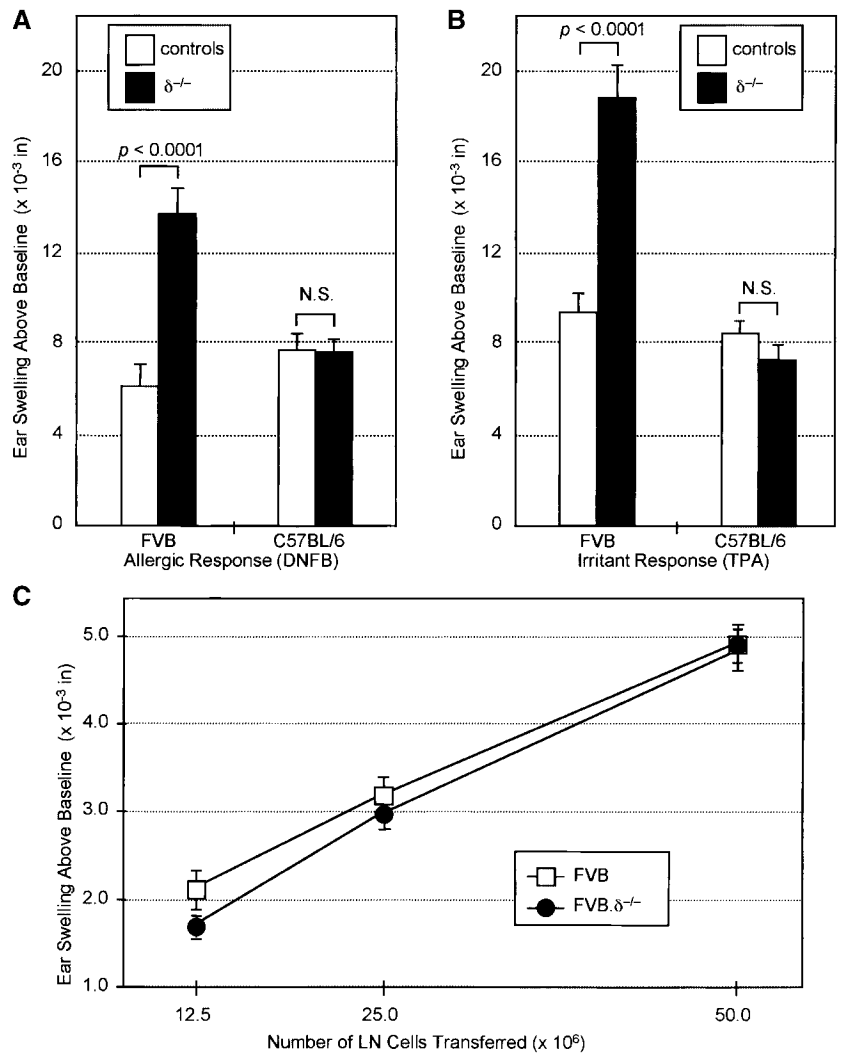 A
controls
δ⁻/⁻
p < 0.0001
N.S.
Ear Swelling Above Baseline (x 10⁻³ in)
20
16
12
8
4
0
FVB
C57BL/6
Allergic Response (DNFB)
B
p < 0.0001
controls
δ⁻/⁻
N.S.
Ear Swelling Above Baseline (x 10⁻³ in)
20
16
12
8
4
0
FVB
C57BL/6
Irritant Response (TPA)
C
Ear Swelling Above Baseline (x 10⁻³ in)
5.0
4.0
3.0
2.0
1.0
FVB
FVB.δ⁻/⁻
12.5
25.0
50.0
Number of LN Cells Transferred (x 10⁶)